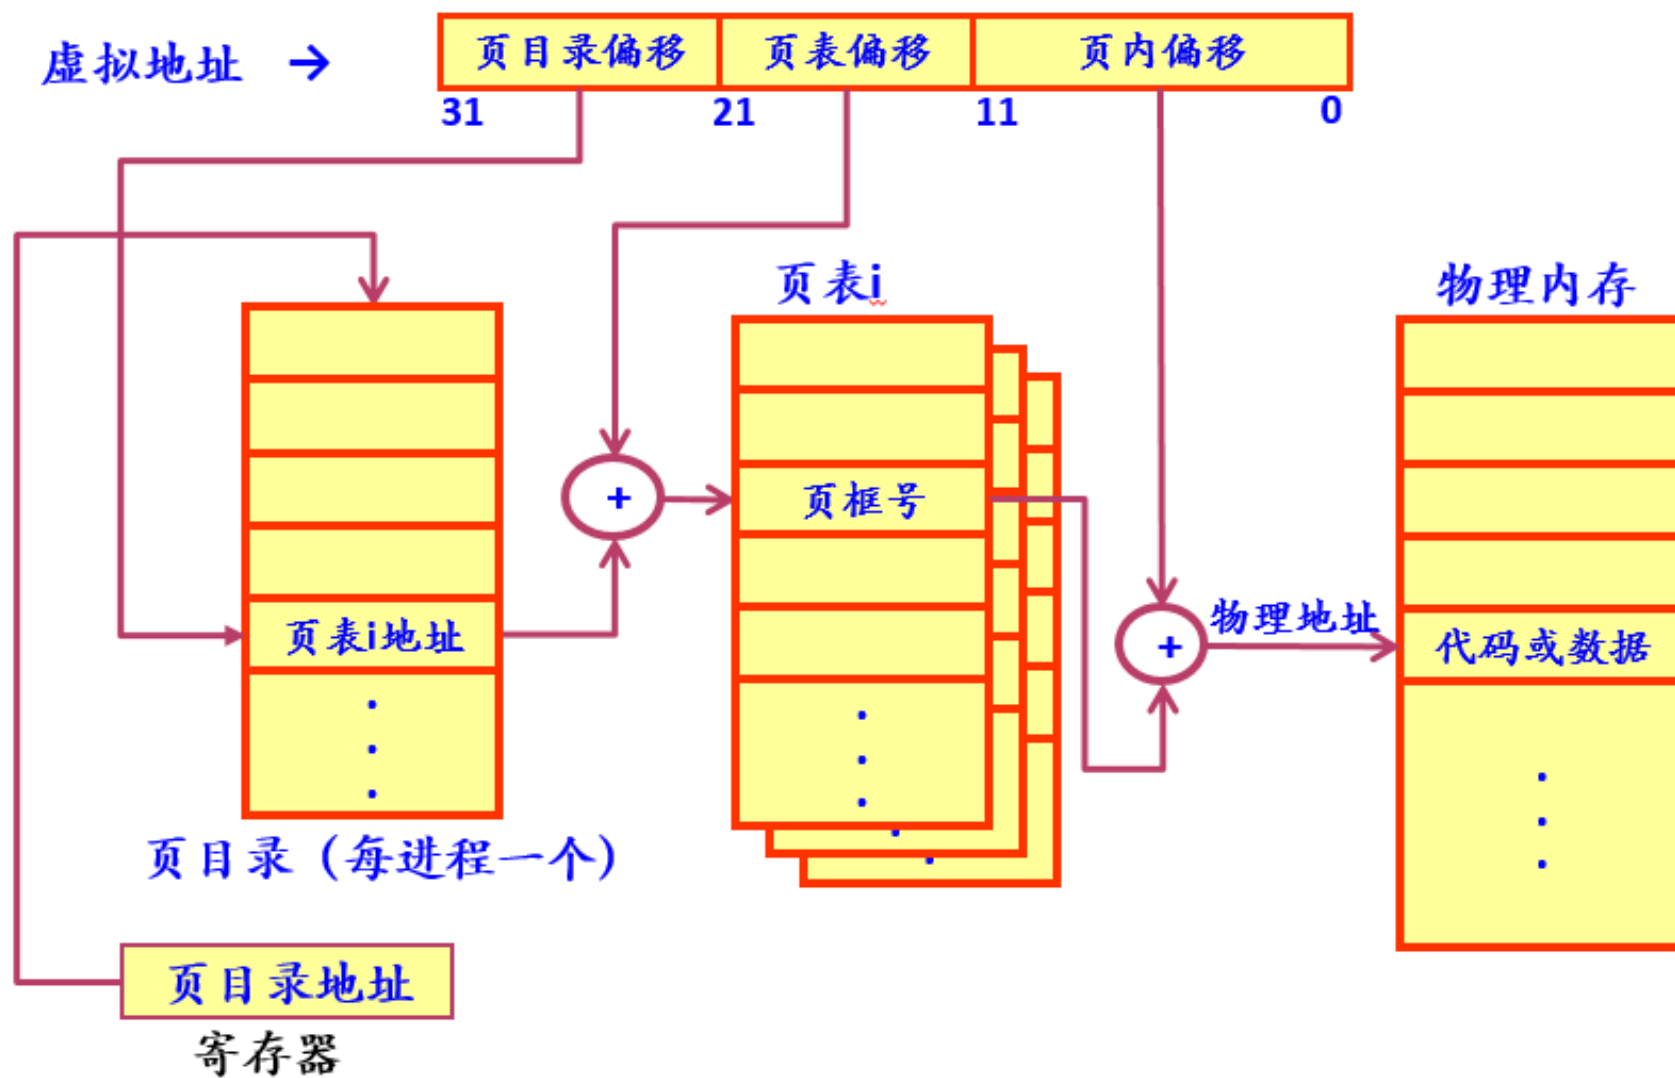 虚拟地址 →
页目录偏移 页表偏移 页内偏移
31 21 11 0
页表i
物理内存
页框号
+
物理地址
+
页表i地址
代码或数据
页目录（每进程一个）
页目录地址
寄存器